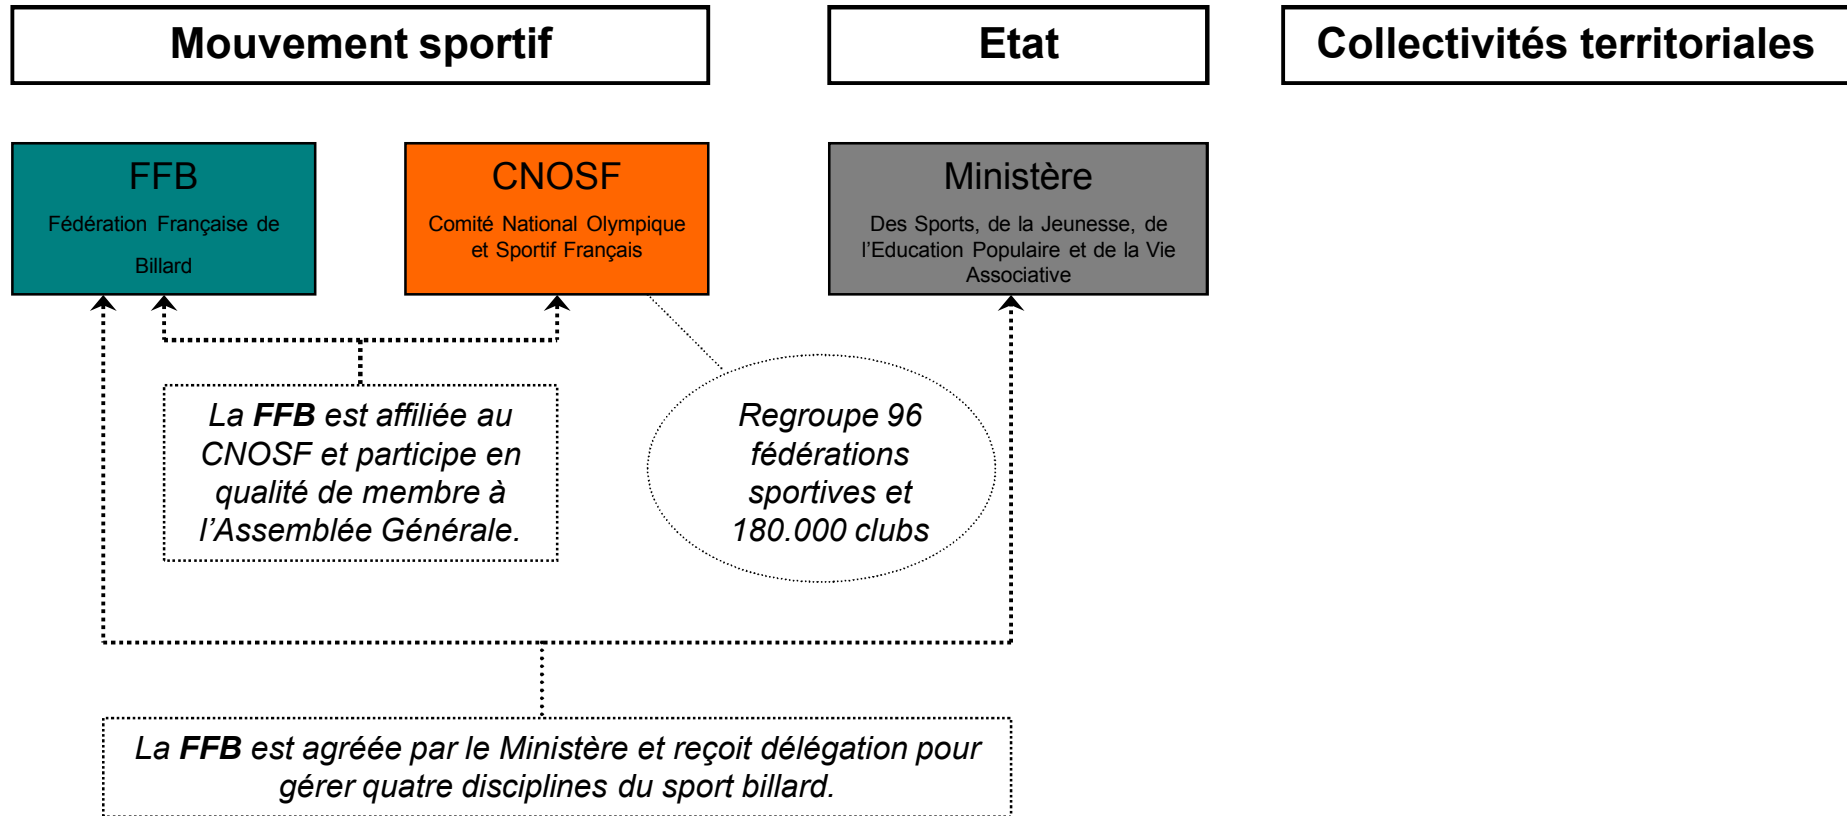 Mouvement sportif
Etat
Collectivités territoriales
FFB
Fédération Française de
Billard
CNOSF
Comité National Olympique
et Sportif Français
Ministère
Des Sports, de la Jeunesse, de
l'Education Populaire et de la Vie
Associative
La FFB est affiliée au
CNOSF et participe en
qualité de membre à
l'Assemblée Générale.
Regroupe 96
fédérations
sportives et
180.000 clubs
La FFB est agréée par le Ministère et reçoit délégation pour
gérer quatre disciplines du sport billard.